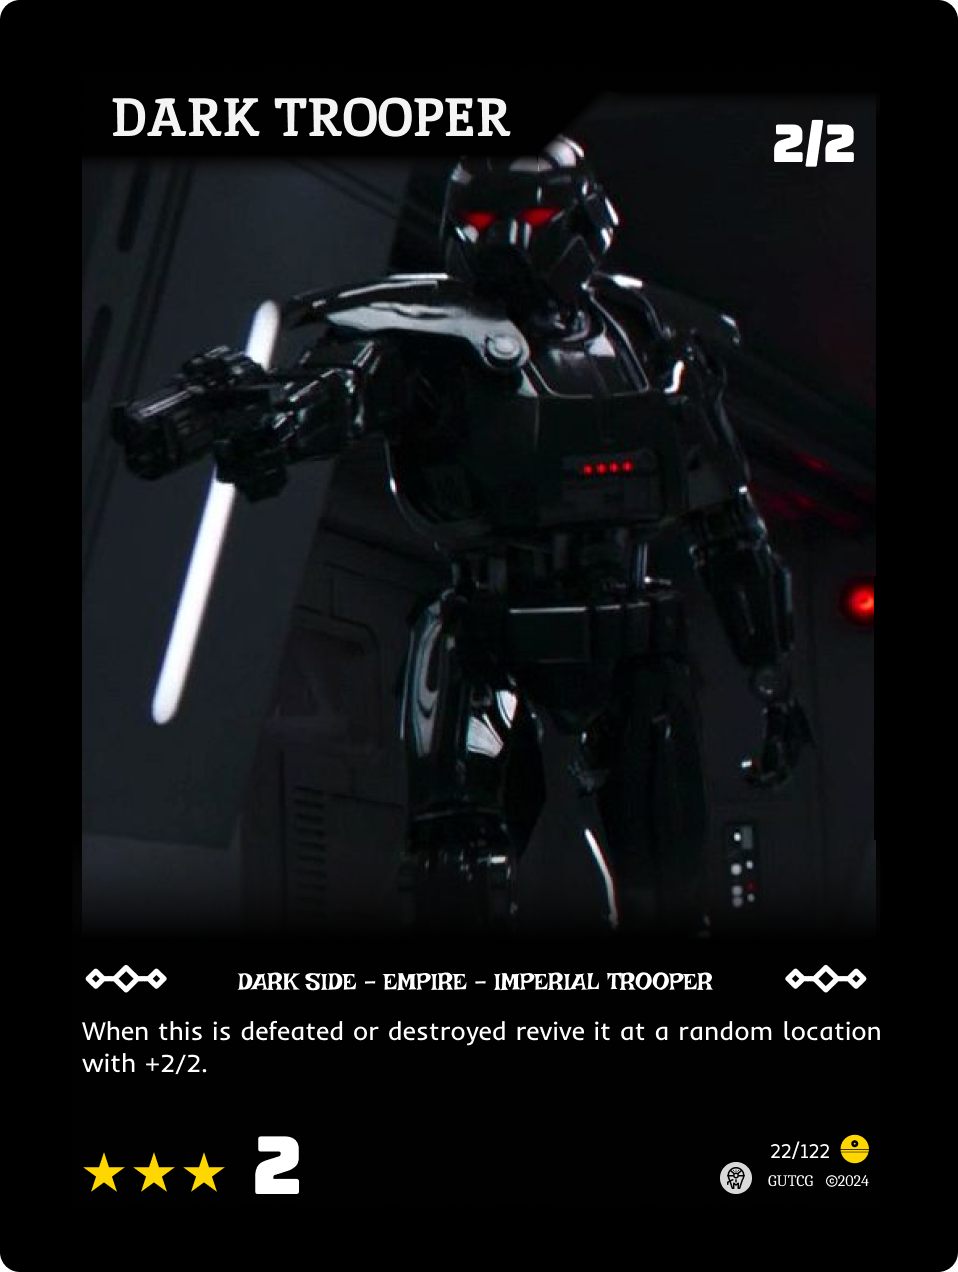 DARK TROOPER
2/2
DARK SIDE - EMPIRE - IMPERIAL TROOPER
When this is defeated or destroyed revive it at a random location
with +2/2.
2
22/122
GUTCG ©2024